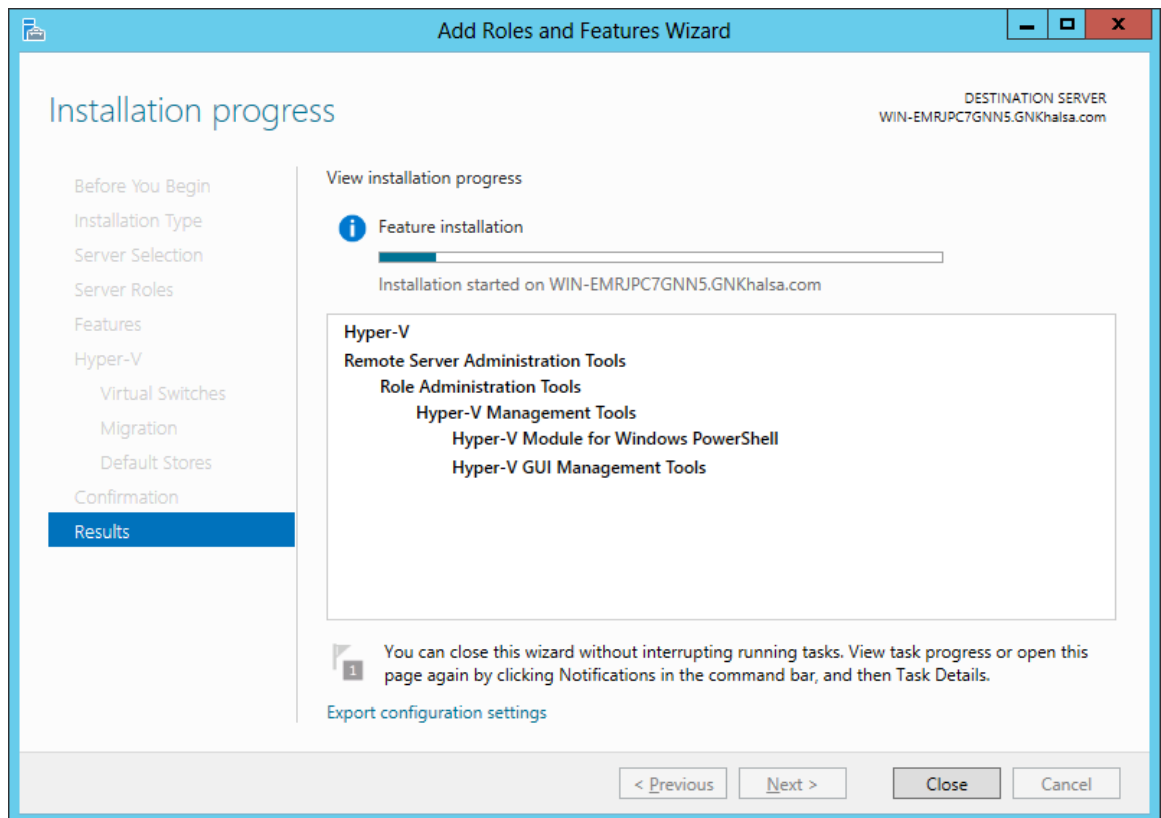 Add Roles and Features Wizard
Installation progress
DESTINATION SERVER
WIN-EMRJPC7GNN5.GNKhalsa.com
Before You Begin
Installation Type
Server Selection
Server Roles
Features
Hyper-V
Virtual Switches
Migration
Default Stores
Confirmation
Results
View installation progress
Feature installation
Installation started on WIN-EMRJPC7GNN5.GNKhalsa.com
Hyper-V
Remote Server Administration Tools
Role Administration Tools
Hyper-V Management Tools
Hyper-V Module for Windows PowerShell
Hyper-V GUI Management Tools
1
You can close this wizard without interrupting running tasks. View task progress or open this
page again by clicking Notifications in the command bar, and then Task Details.
Export configuration settings
< Previous
Next >
Close
Cancel